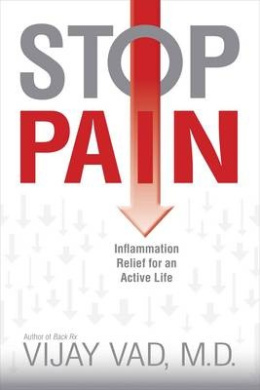 STOP
PAIN
Inflammation
Relief for an
Active Life
Author of Back Rx
VIJAY VAD, M.D.